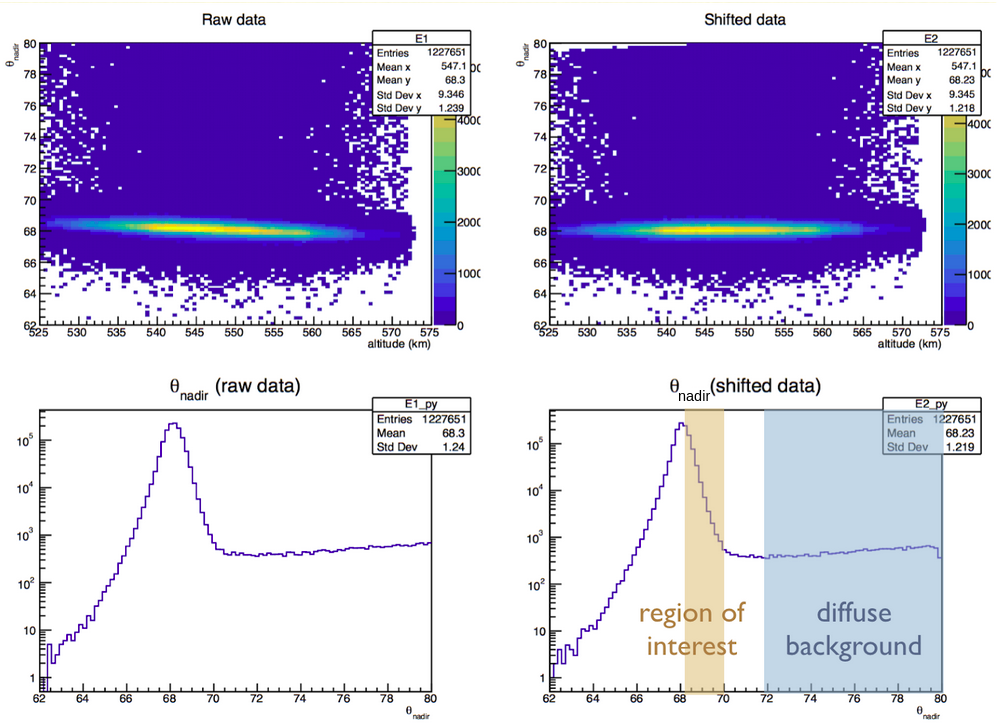 Raw data
E1
Entries 1227651
Mean x 547.1
Mean y 68.3
Std Dev x 9.346
Std Dev y 1.239
θnadir
80
78
76
74
72
70
68
66
64
62
525 530 535 540 545 550 555 560 565 570 575
altitude (km)
4000
3000
2000
1000
0
Shifted data
E2
Entries 1227651
Mean x 547.1
Mean y 68.23
Std Dev x 9.345
Std Dev y 1.218
θnadir
80
78
76
74
72
70
68
66
64
62
525 530 535 540 545 550 555 560 565 570 575
altitude (km)
4000
3000
2000
1000
0
θnadir (raw data)
E1_py
Entries 1227651
Mean 68.3
Std Dev 1.24
10^5
10^4
10^3
10^2
10
1
62 64 66 68 70 72 74 76 78 80
θnadir
θnadir (shifted data)
E2_py
Entries 1227651
Mean 68.23
Std Dev 1.219
10^5
10^4
10^3
10^2
10
1
region of
interest
diffuse
background
62 64 66 68 70 72 74 76 78 80
θnadir